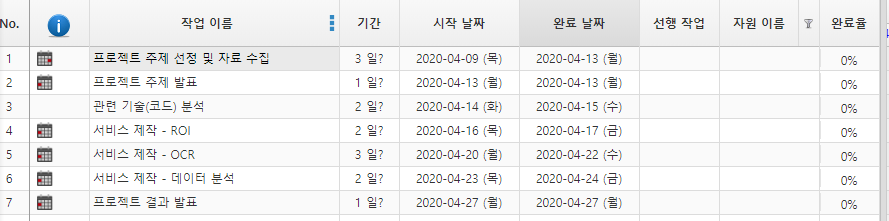 No. 작업 이름 기간 시작 날짜 완료 날짜 선행 작업 자원 이름 완료율
1 프로젝트 주제 선정 및 자료 수집 3 일? 2020-04-09 (목) 2020-04-13 (월) 0%
2 프로젝트 주제 발표 1 일? 2020-04-13 (월) 2020-04-13 (월) 0%
3 관련 기술(코드) 분석 2 일? 2020-04-14 (화) 2020-04-15 (수) 0%
4 서비스 제작 - ROI 2 일? 2020-04-16 (목) 2020-04-17 (금) 0%
5 서비스 제작 - OCR 3 일? 2020-04-20 (월) 2020-04-22 (수) 0%
6 서비스 제작 - 데이터 분석 2 일? 2020-04-23 (목) 2020-04-24 (금) 0%
7 프로젝트 결과 발표 1 일? 2020-04-27 (월) 2020-04-27 (월) 0%